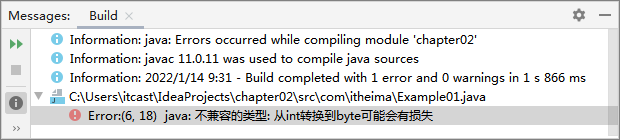 Messages: Build
Information: java: Errors occurred while compiling module 'chapter02'
Information: javac 11.0.11 was used to compile java sources
Information: 2022/1/14 9:31 - Build completed with 1 error and 0 warnings in 1 s 866 ms
C:\Users\itcast\IdeaProjects\chapter02\src\com\itheima\Example01.java
Error:(6, 18) java: 不兼容的类型: 从int转换到byte可能会有损失